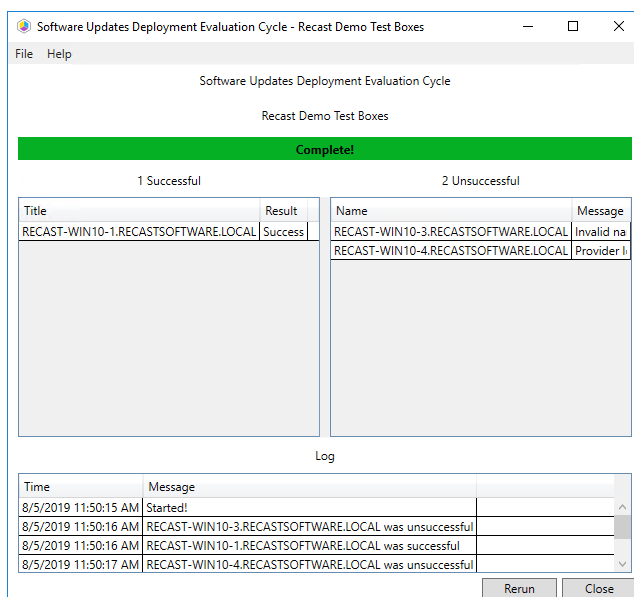 Software Updates Deployment Evaluation Cycle - Recast Demo Test Boxes
File Help
Software Updates Deployment Evaluation Cycle
Recast Demo Test Boxes
Complete!
1 Successful
2 Unsuccessful
Title Result
RECAST-WIN10-1.RECASTSOFTWARE.LOCAL Success
Name Message
RECAST-WIN10-3.RECASTSOFTWARE.LOCAL Invalid na
RECAST-WIN10-4.RECASTSOFTWARE.LOCAL Provider
Log
Time Message
8/5/2019 11:50:15 AM Started!
8/5/2019 11:50:16 AM RECAST-WIN10-3.RECASTSOFTWARE.LOCAL was unsuccessful
8/5/2019 11:50:16 AM RECAST-WIN10-1.RECASTSOFTWARE.LOCAL was successful
8/5/2019 11:50:17 AM RECAST-WIN10-4.RECASTSOFTWARE.LOCAL was unsuccessful
Rerun Close